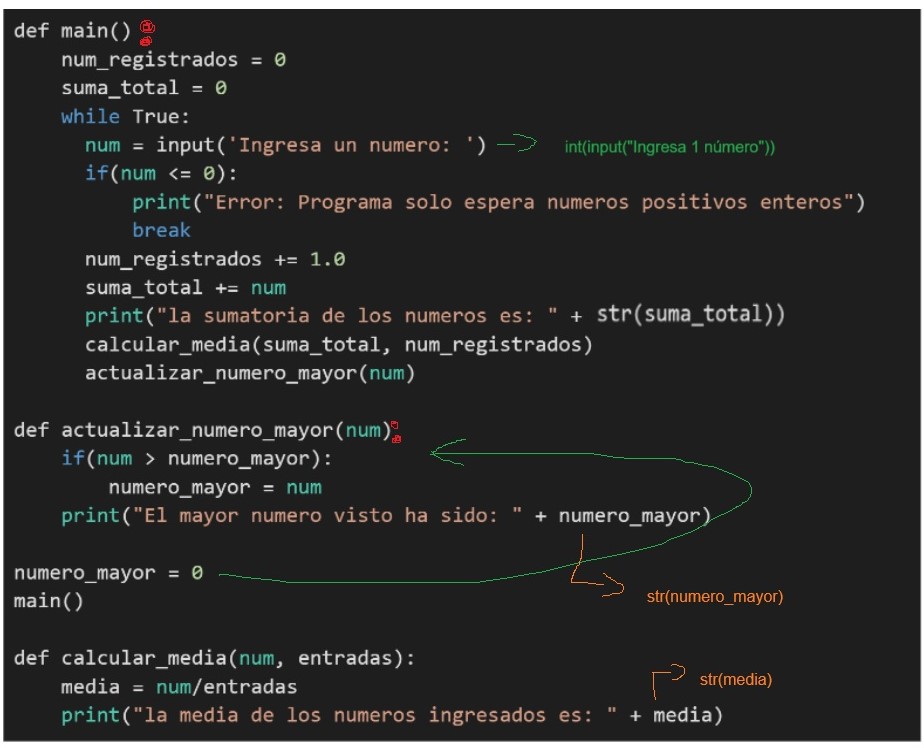 def main() :
num_registrados = 0
suma_total = 0
while True:
num = input('Ingresa un numero: ') int(input("Ingresa 1 número"))
if(num <= 0):
print("Error: Programa solo espera numeros positivos enteros")
break
num_registrados += 1.0
suma_total += num
print("la sumatoria de los numeros es: " + str(suma_total))
calcular_media(suma_total, num_registrados)
actualizar_numero_mayor(num)
def actualizar_numero_mayor(num):
if(num > numero_mayor):
numero_mayor = num
print("El mayor numero visto ha sido: " + numero_mayor)
numero_mayor = 0
main()
str(numero_mayor)
def calcular_media(num, entradas):
media = num/entradas
str(media)
print("la media de los numeros ingresados es: " + media)